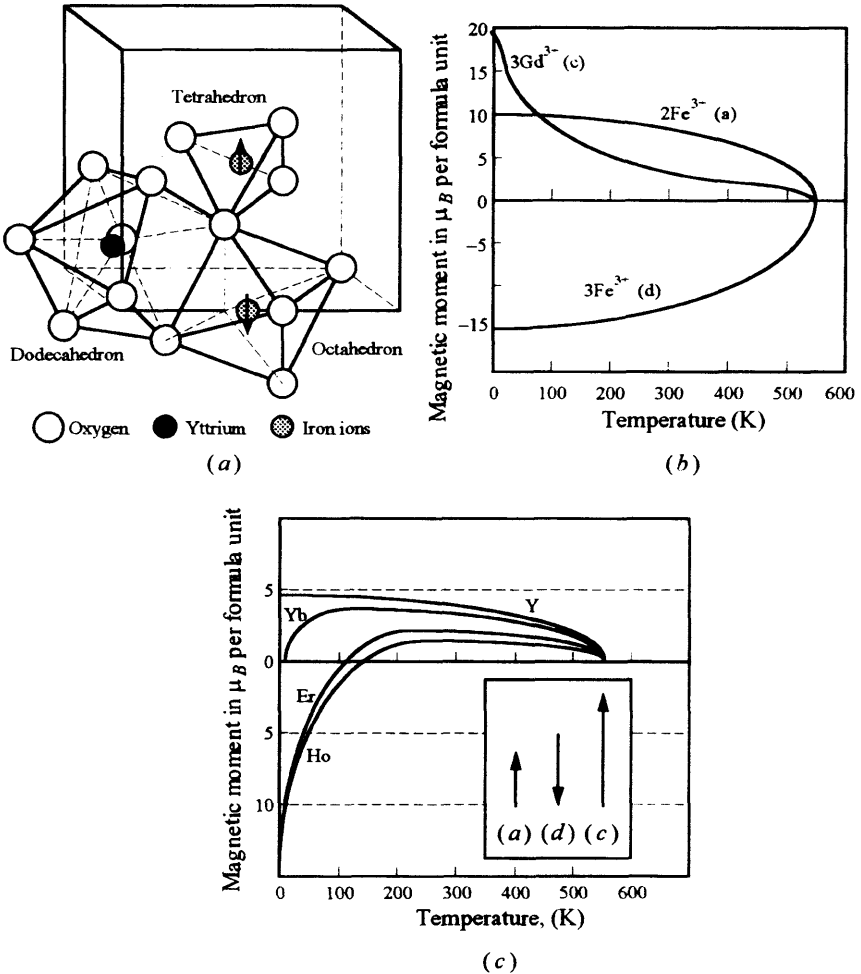 Tetrahedron
Dodecahedron
Octahedron
Oxygen
Yttrium
Iron ions
(a)
Magnetic moment in μB per formula unit
20
15
10
5
0
−5
−15
3Gd3+ (c)
2Fe3+ (a)
3Fe3+ (d)
0 100 200 300 400 500 600
Temperature (K)
(b)
Magnetic moment in μB per formula unit
5
0
5
10
Y
Yb
Er
Ho
(a) (d) (c)
0 100 200 300 400 500 600
Temperature, (K)
(c)